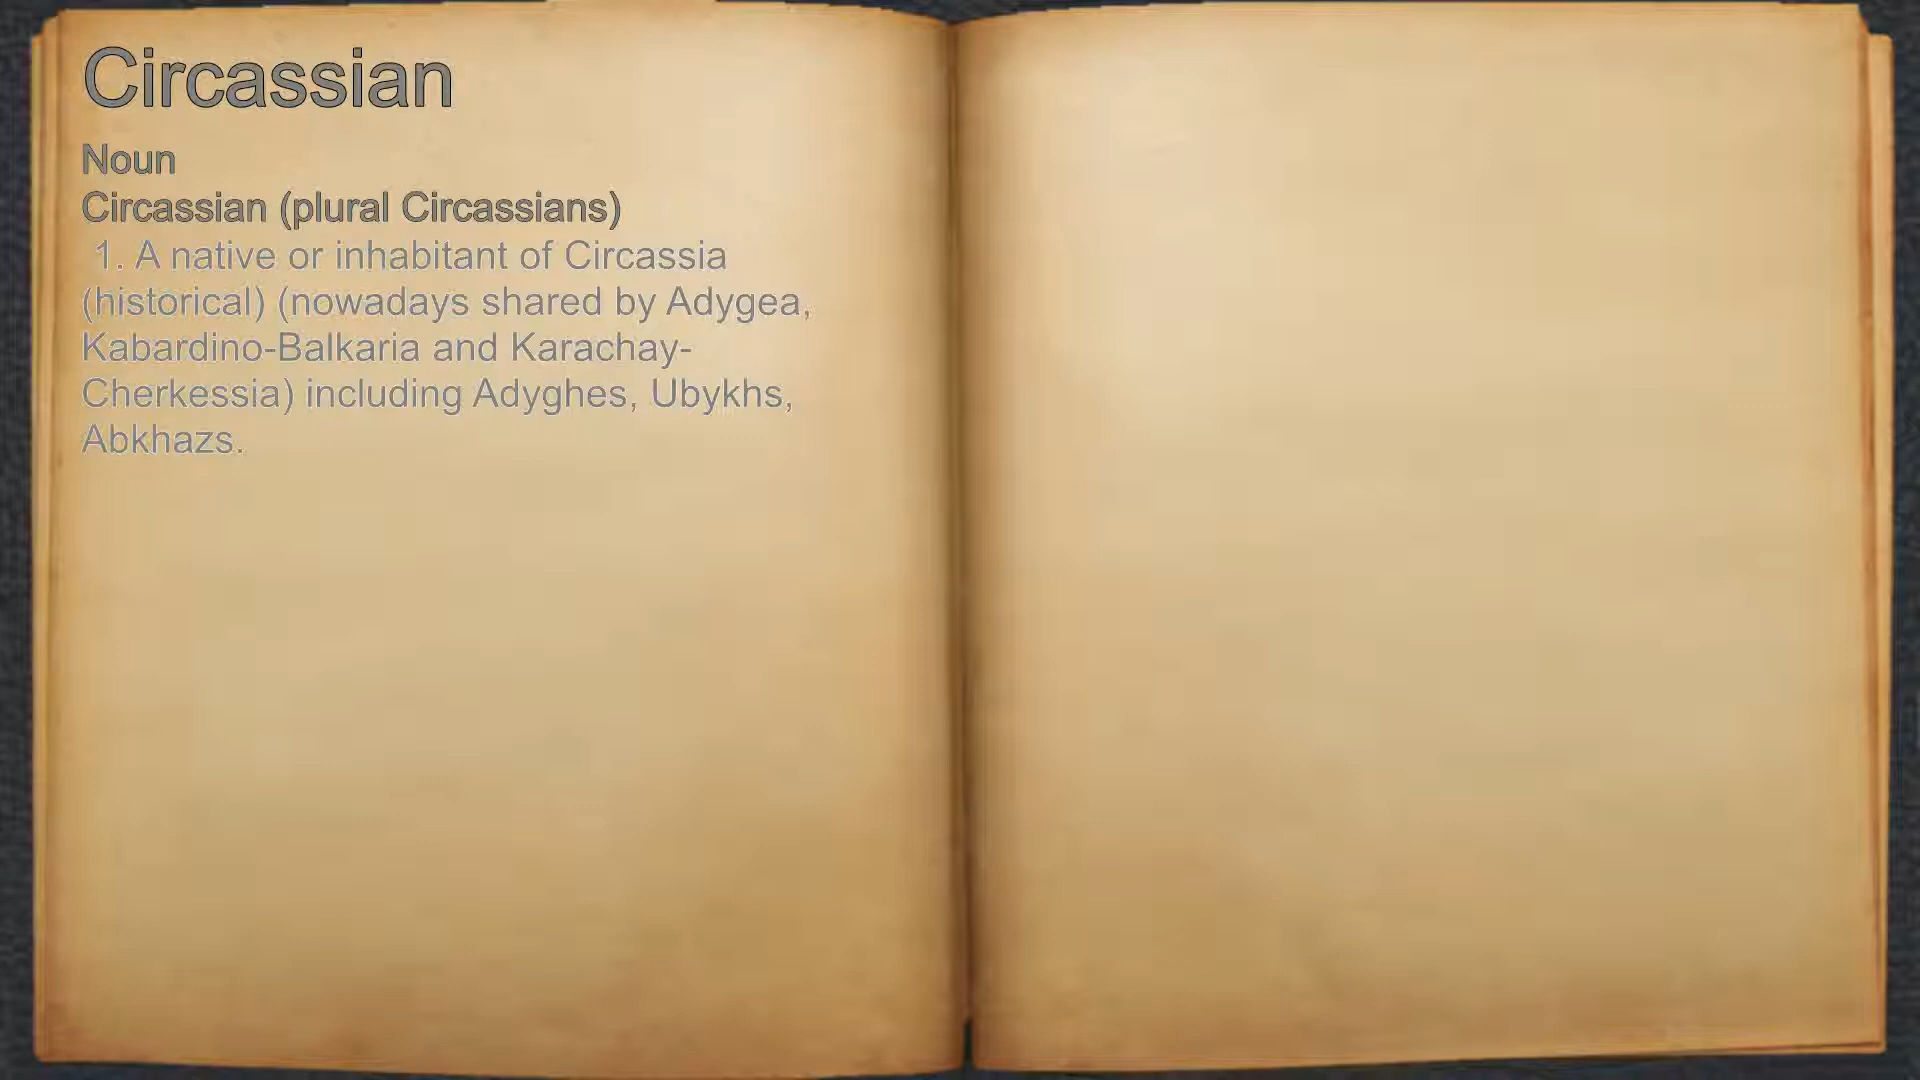 Circassian
Noun
Circassian (plural Circassians)
1. A native or inhabitant of Circassia
(historical) (nowadays shared by Adygea,
Kabardino-Balkaria and Karachay-
Cherkessia) including Adyghes, Ubykhs,
Abkhazs.